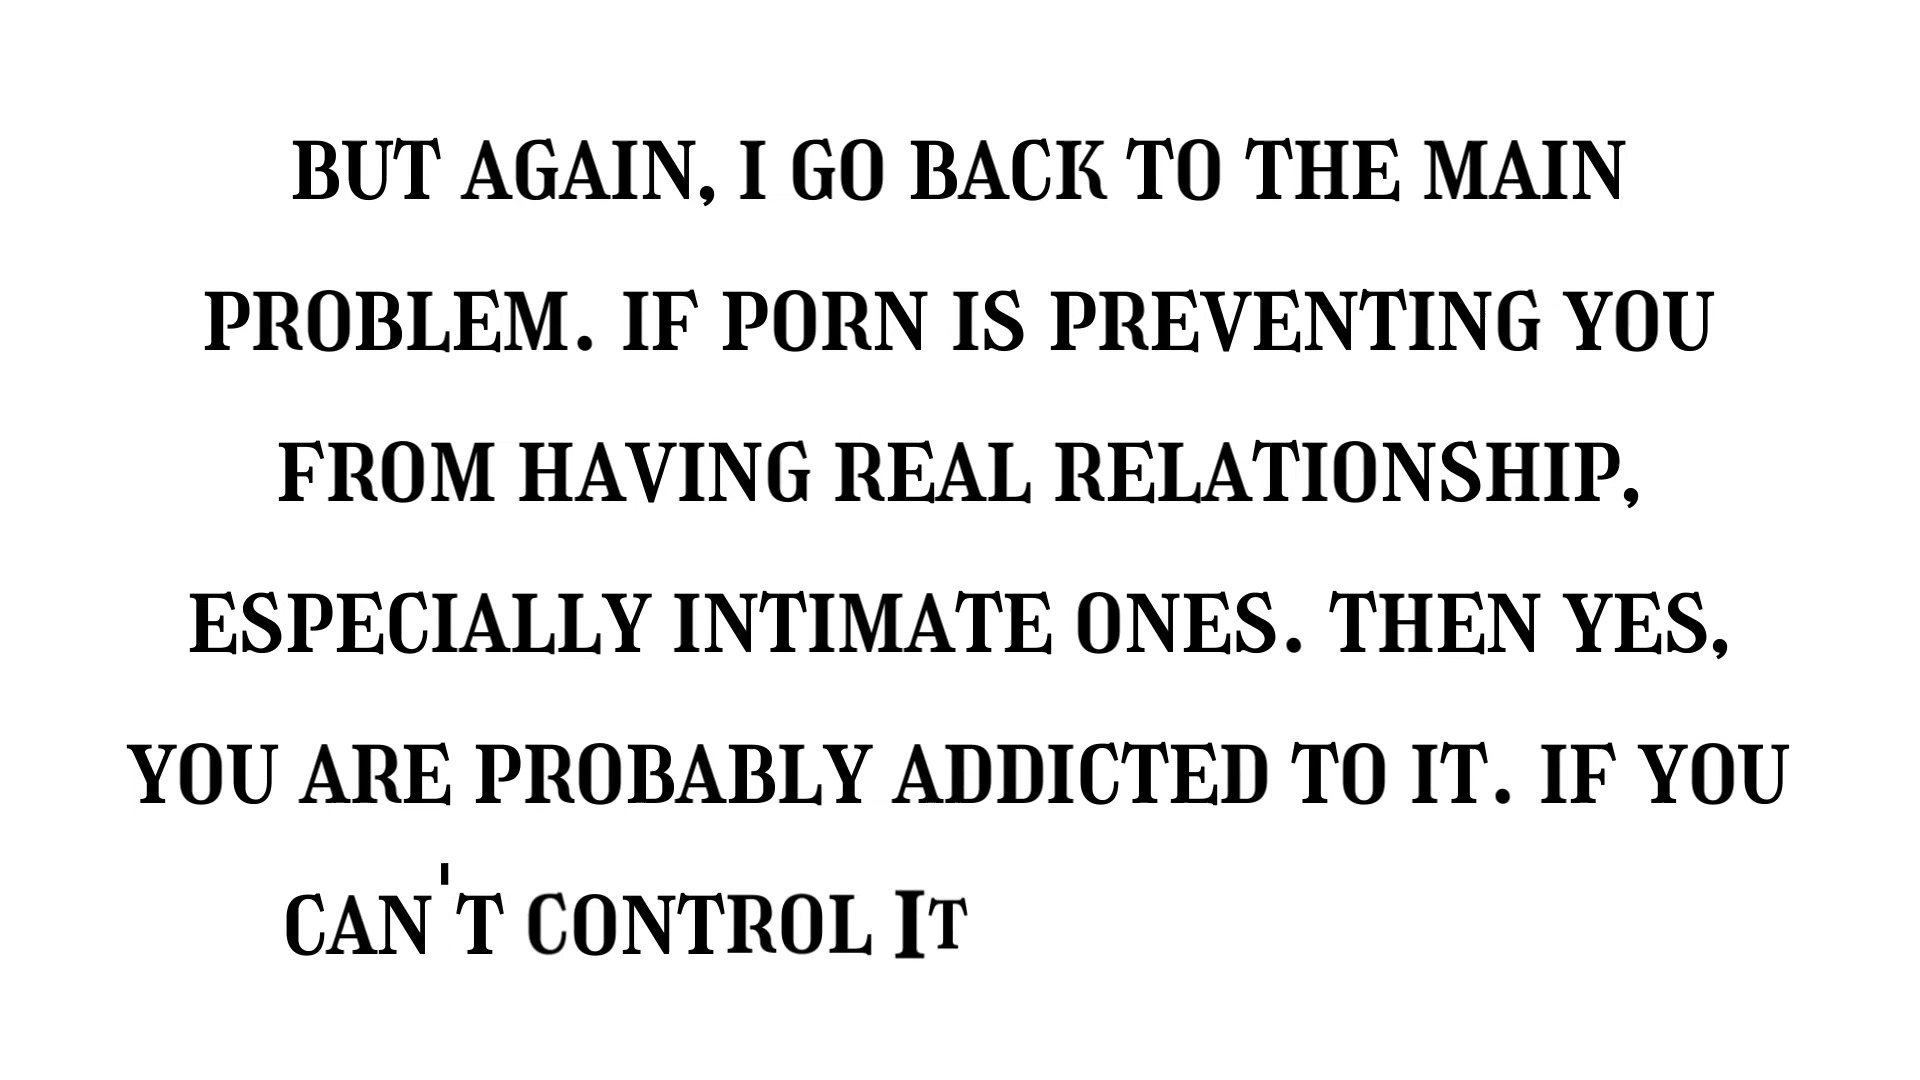 BUT AGAIN, I GO BACK TO THE MAIN
PROBLEM. IF PORN IS PREVENTING YOU
FROM HAVING REAL RELATIONSHIP,
ESPECIALLY INTIMATE ONES. THEN YES,
YOU ARE PROBABLY ADDICTED TO IT. IF YOU
CAN'T CONTROL IT